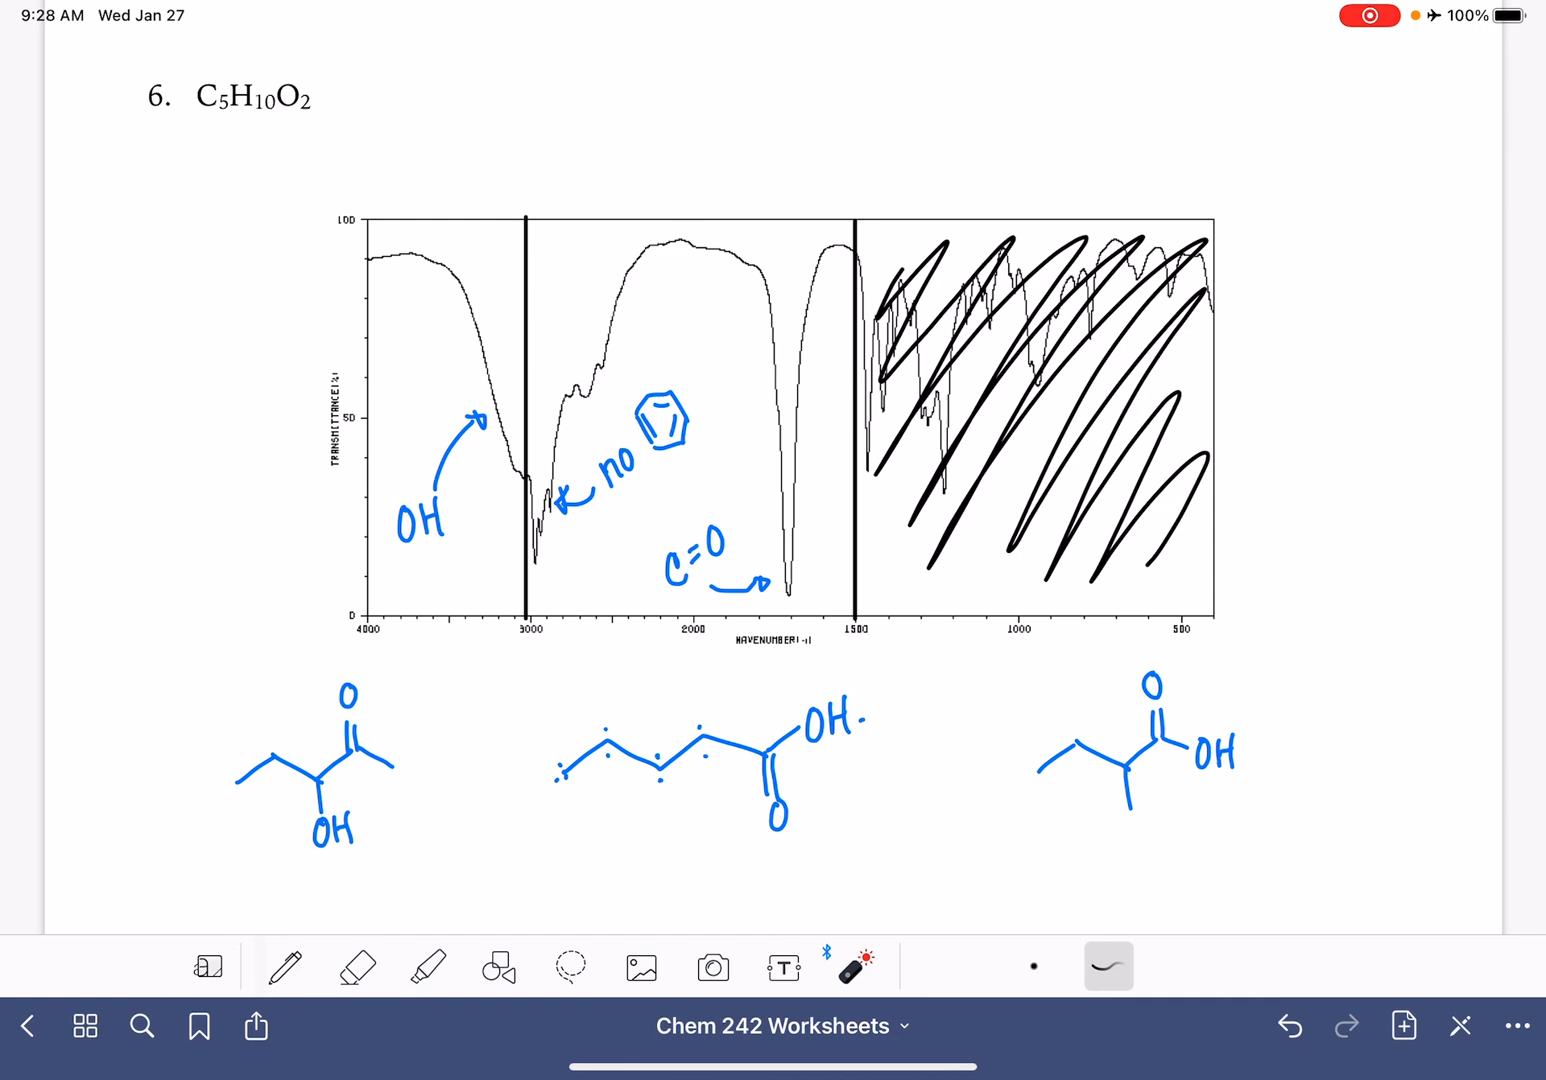 9:28 AM Wed Jan 27
100%
6. C₅H₁₀O₂
100
50
0
TRANSMITTANCE(%)
4000 3000 2000 1500 1000 500
WAVENUMBER(-1)
OH
no
C=O
O
OH
OH
O
O
OH
T
Chem 242 Worksheets